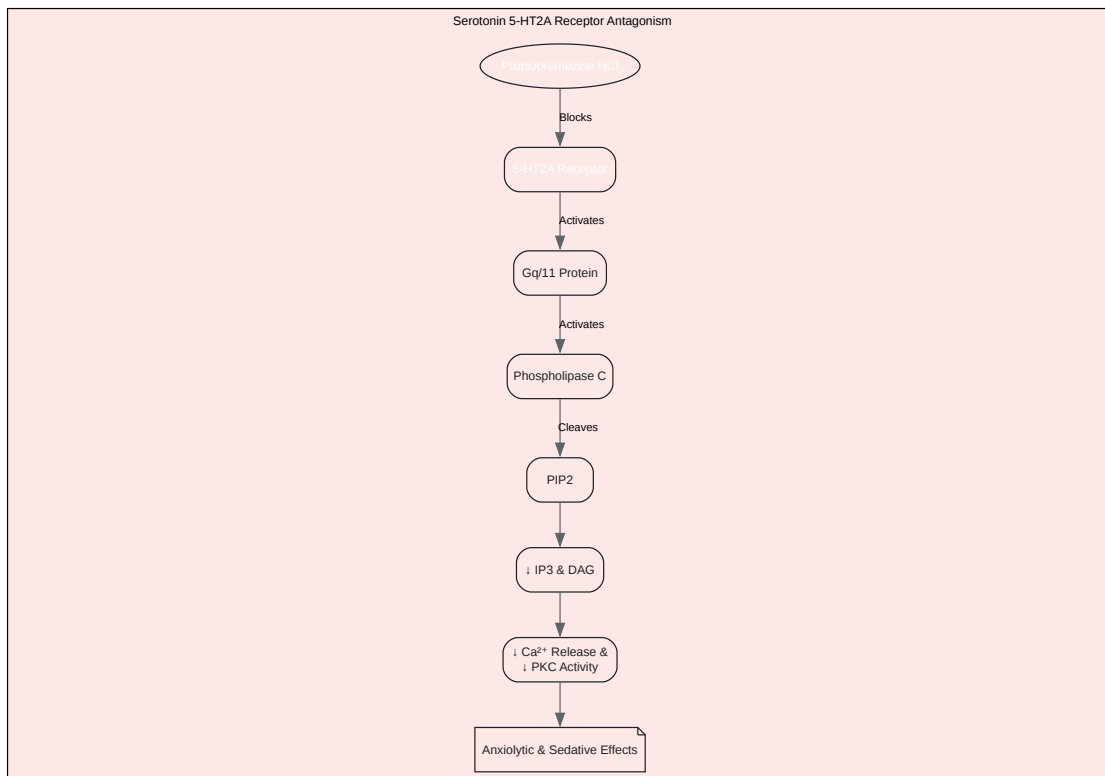 Serotonin 5-HT2A Receptor Antagonism
Propiopromazine HCl
Blocks
5-HT2A Receptor
Activates
Gq/11 Protein
Activates
Phospholipase C
Cleaves
PIP2
↓ IP3 & DAG
↓ Ca²⁺ Release &
↓ PKC Activity
Anxiolytic & Sedative Effects